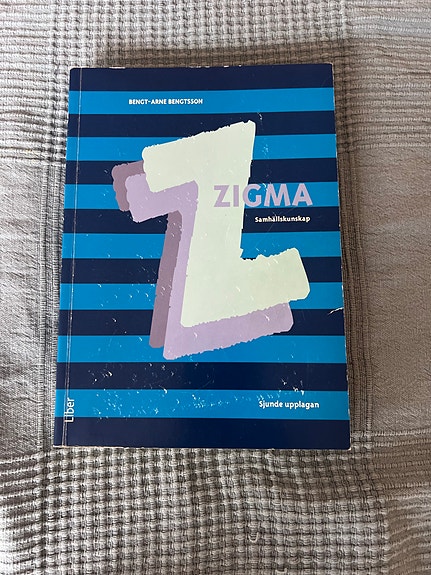 BENGT-ARNE BENGTSSON
ZIGMA
Samhällskunskap
Sjunde upplagan
Liber